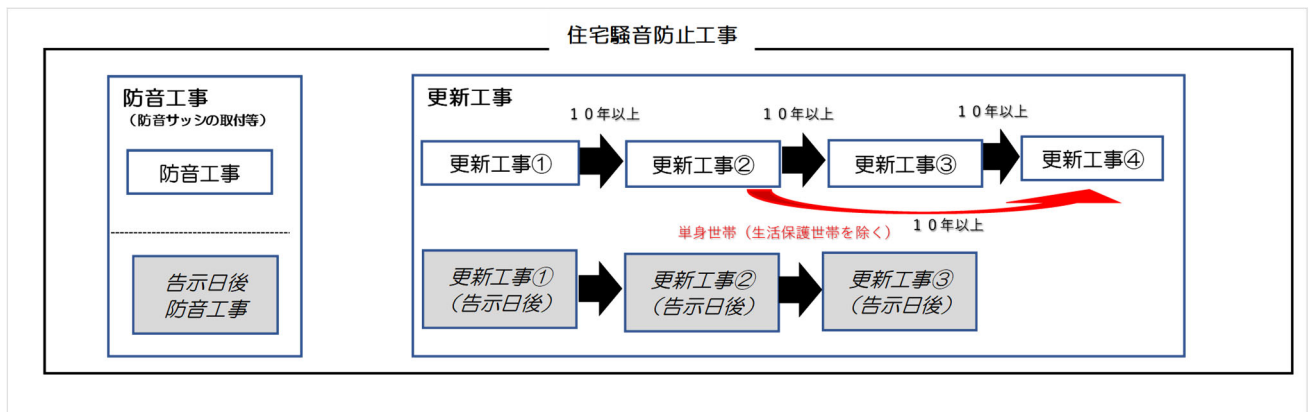 住宅騒音防止工事
防音工事
（防音サッシの取付等）
防音工事
告示日後
防音工事
更新工事
１０年以上
１０年以上
１０年以上
更新工事①
更新工事②
更新工事③
更新工事④
単身世帯（生活保護世帯を除く）
１０年以上
更新工事①
（告示日後）
更新工事②
（告示日後）
更新工事③
（告示日後）